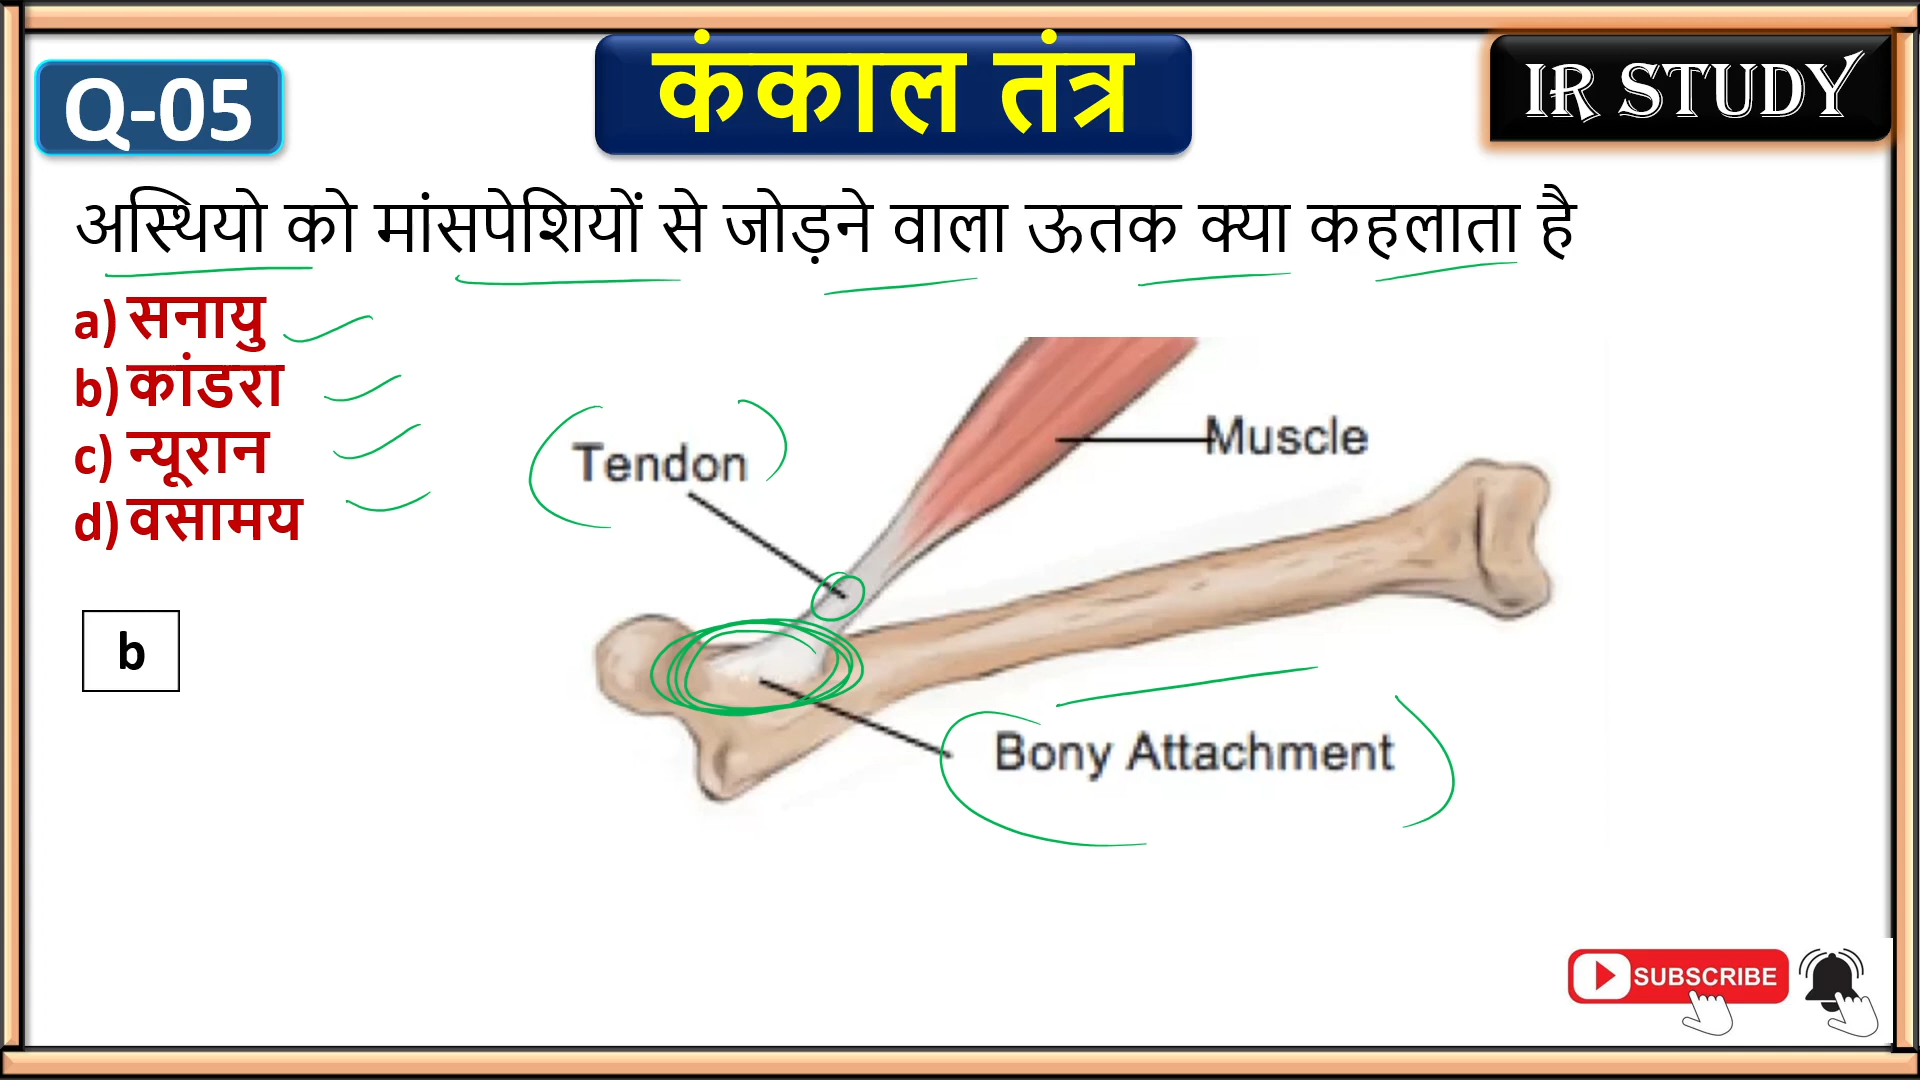 Q-05
कंकाल तंत्र
IR STUDY
अस्थियो को मांसपेशियों से जोड़ने वाला ऊतक क्या कहलाता है
a) सनायु
b) कांडरा
c) न्यूरान
d) वसामय
b
Tendon
Muscle
Bony Attachment
SUBSCRIBE